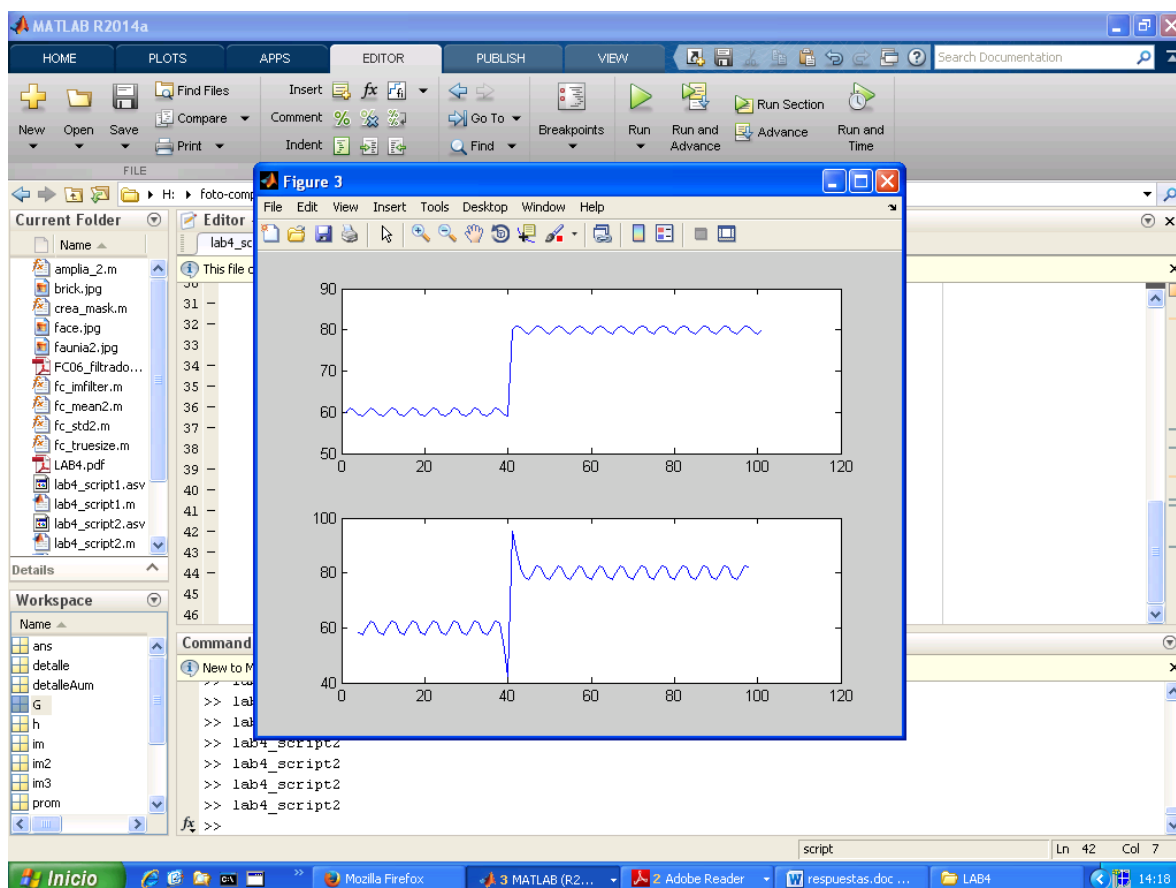 MATLAB R2014a
HOME PLOTS APPS EDITOR PUBLISH VIEW Search Documentation
New Open Save Find Files Compare Print
Insert Comment Indent fx
Go To Find
Breakpoints
Run
Run and Advance
Run Section
Advance
Run and Time
FILE
H: foto-comp
Current Folder
Name
amplia_2.m
brick.jpg
crea_mask.m
face.jpg
faunia2.jpg
FC06_filtrado...
fc_imfilter.m
fc_mean2.m
fc_std2.m
fc_truesize.m
LAB4.pdf
lab4_script1.asv
lab4_script1.m
lab4_script2.asv
lab4_script2.m
Details
Workspace
Name
ans
detalle
detalleAum
G
h
im
im2
im3
prom
Editor
lab4_sc
This file c
30
31
32
33
34
35
36
37
38
39
40
41
42
43
44
45
46
Figure 3
File Edit View Insert Tools Desktop Window Help
90
80
70
60
50
0 20 40 60 80 100 120
100
80
60
40
0 20 40 60 80 100 120
Command
New to M
>> lab
>> lab
>> lab
>> lab4_script2
>> lab4_script2
>> lab4_script2
>> lab4_script2
fx >>
script Ln 42 Col 7
Inicio Mozilla Firefox 3 MATLAB (R2... 2 Adobe Reader respuestas.doc ... LAB4 14:18